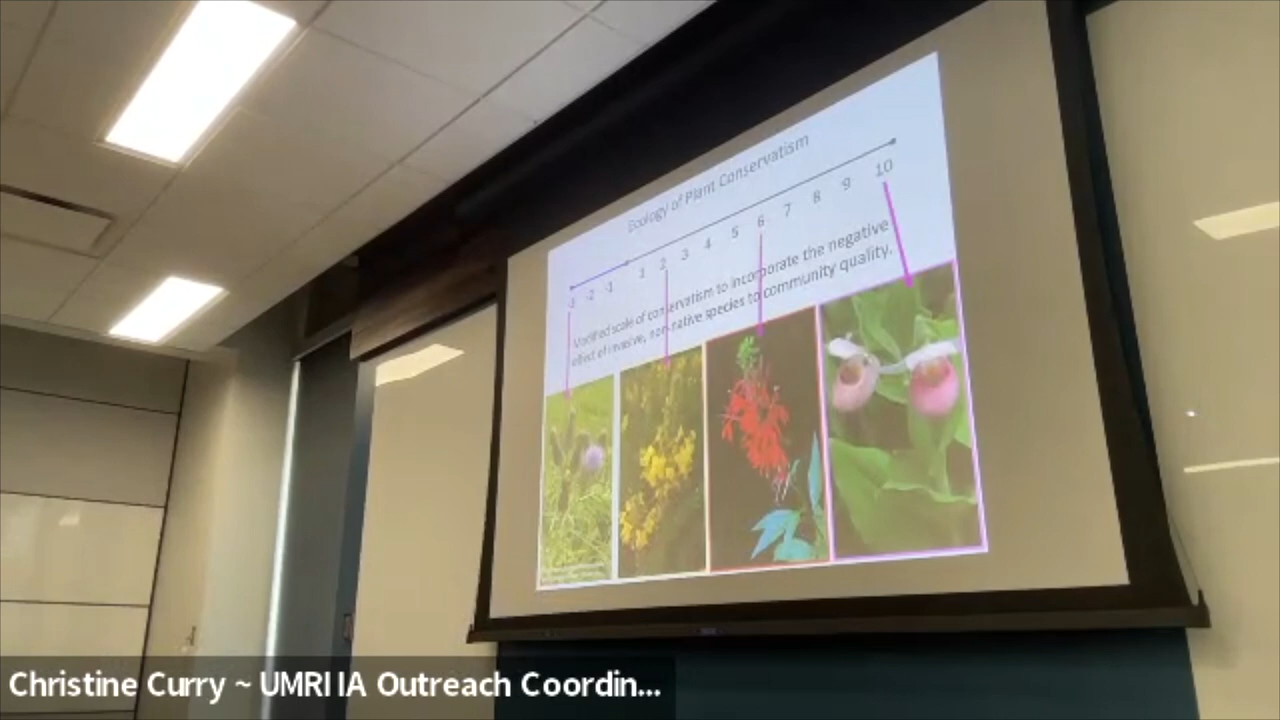 Ecology of Plant Conservatism
-3 -2 -1 1 2 3 4 5 6 7 8 9 10
Modified scale of conservatism to incorporate the negative
effect of invasive, non-native species to community quality.
Christine Curry ~ UMRI IA Outreach Coordin...